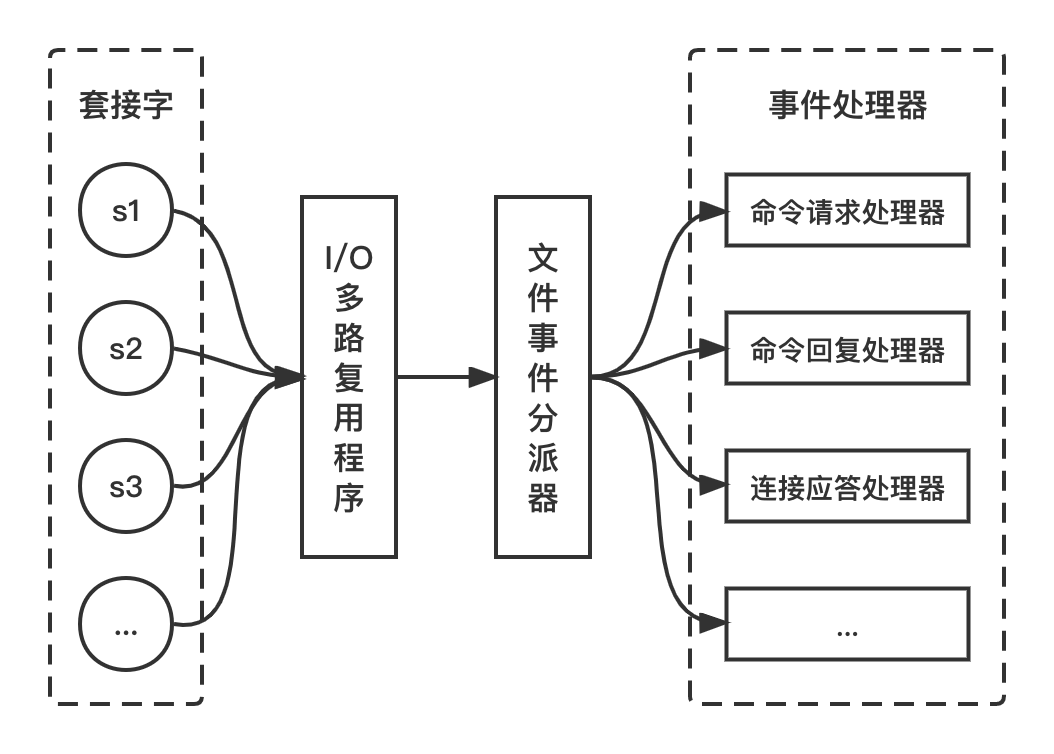 套接字
s1
s2
s3
...
I/O
多
路
复
用
程
序
文
件
事
件
分
派
器
事件处理器
命令请求处理器
命令回复处理器
连接应答处理器
...